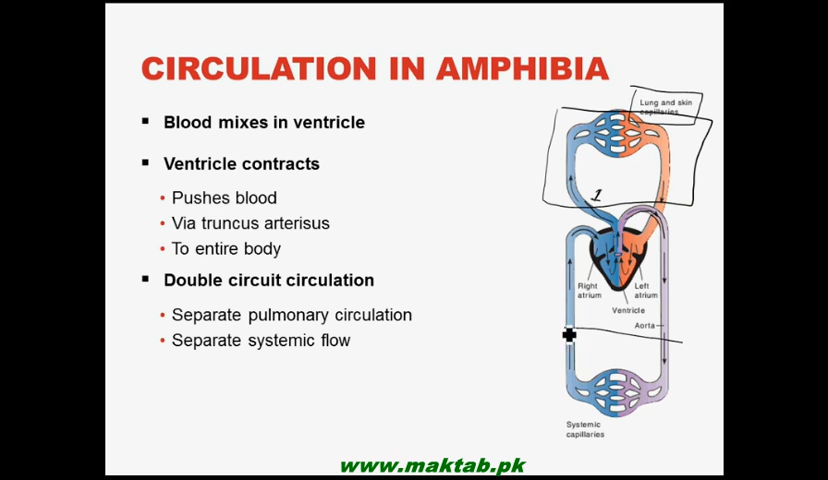 CIRCULATION IN AMPHIBIA
Blood mixes in ventricle
Ventricle contracts
Pushes blood
Via truncus arterisus
To entire body
Double circuit circulation
Separate pulmonary circulation
Separate systemic flow
Lung and skin
capillaries
1
Right
atrium
Left
atrium
Ventricle
Aorta
Systemic
capillaries
www.maktab.pk